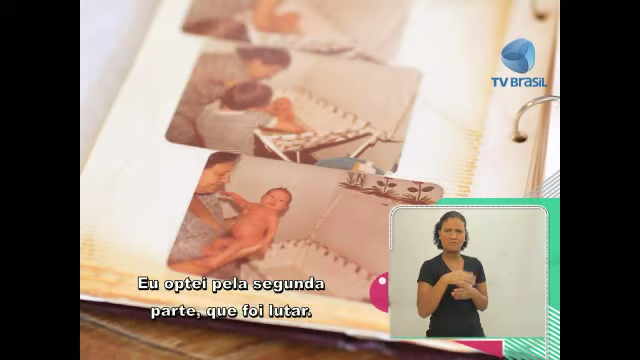 TV BRASIL
Eu optei pela segunda
parte, que foi lutar.